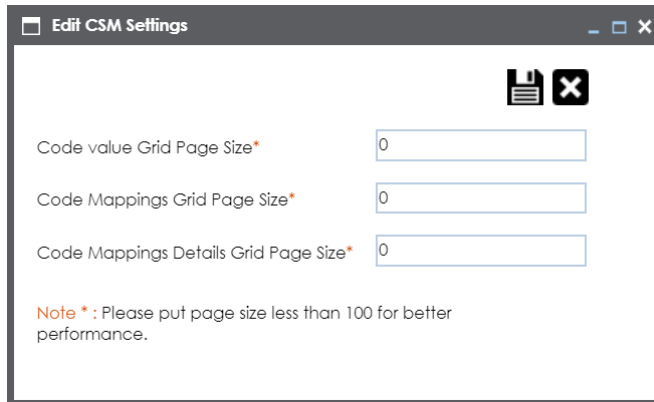 Edit CSM Settings
Code value Grid Page Size* 0
Code Mappings Grid Page Size* 0
Code Mappings Details Grid Page Size* 0
Note * : Please put page size less than 100 for better
performance.